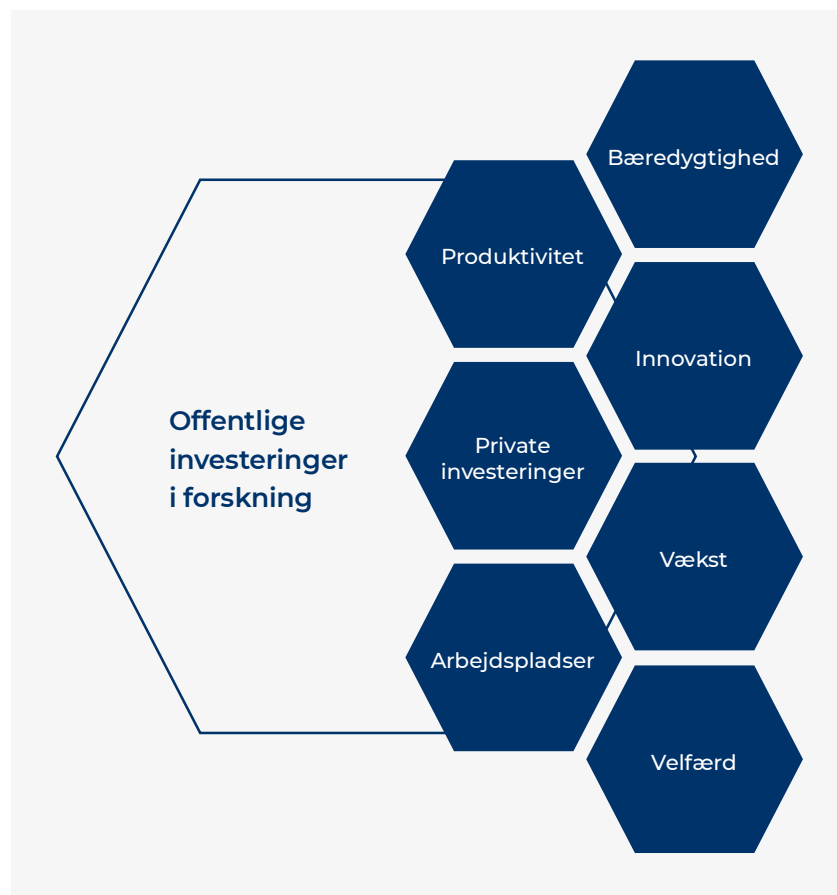 Offentlige
investeringer
i forskning
Bæredygtighed
Produktivitet
Innovation
Private
investeringer
Vækst
Arbejdspladser
Velfærd